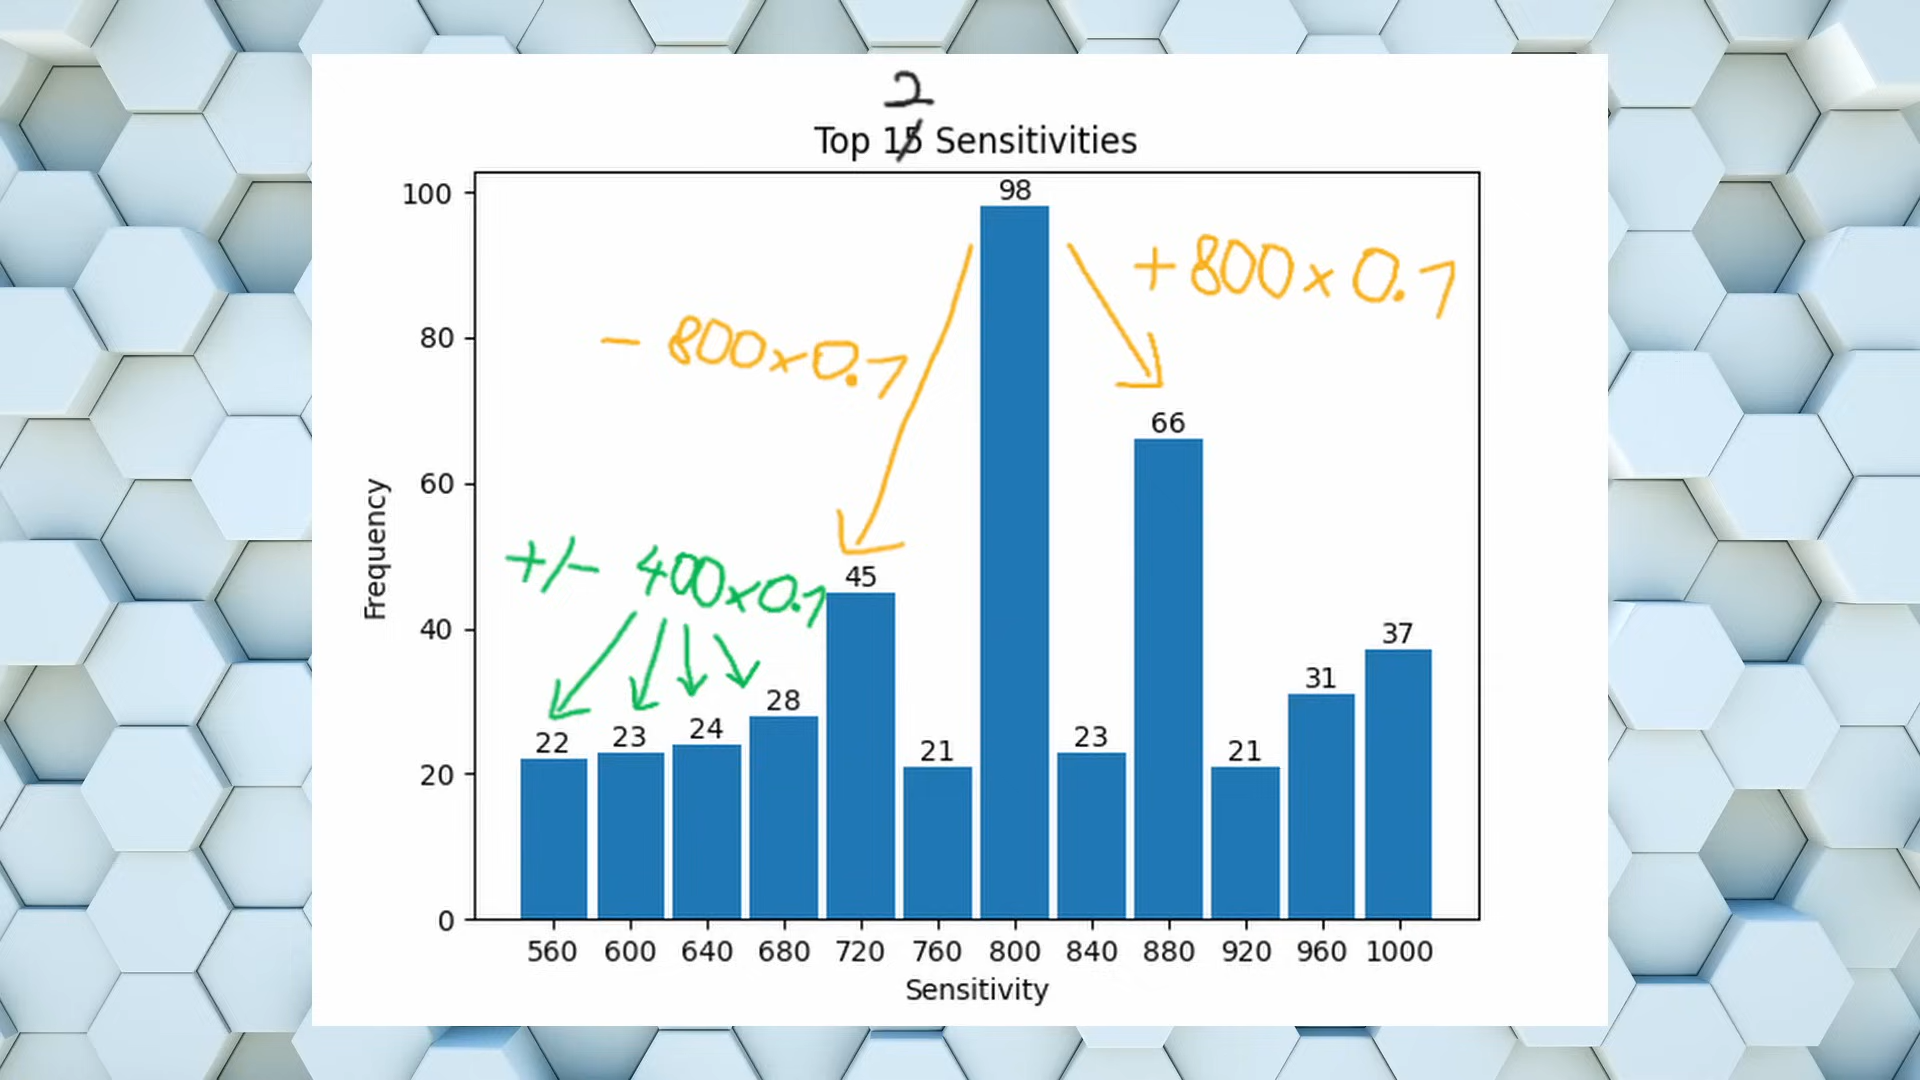 2
Top 15 Sensitivities
100
80
60
40
20
0
Frequency
98
+800x0.1
- 800x0.1
66
+/- 400x0.1
45
37
31
28
24
23
22
21
23
21
560 600 640 680 720 760 800 840 880 920 960 1000
Sensitivity